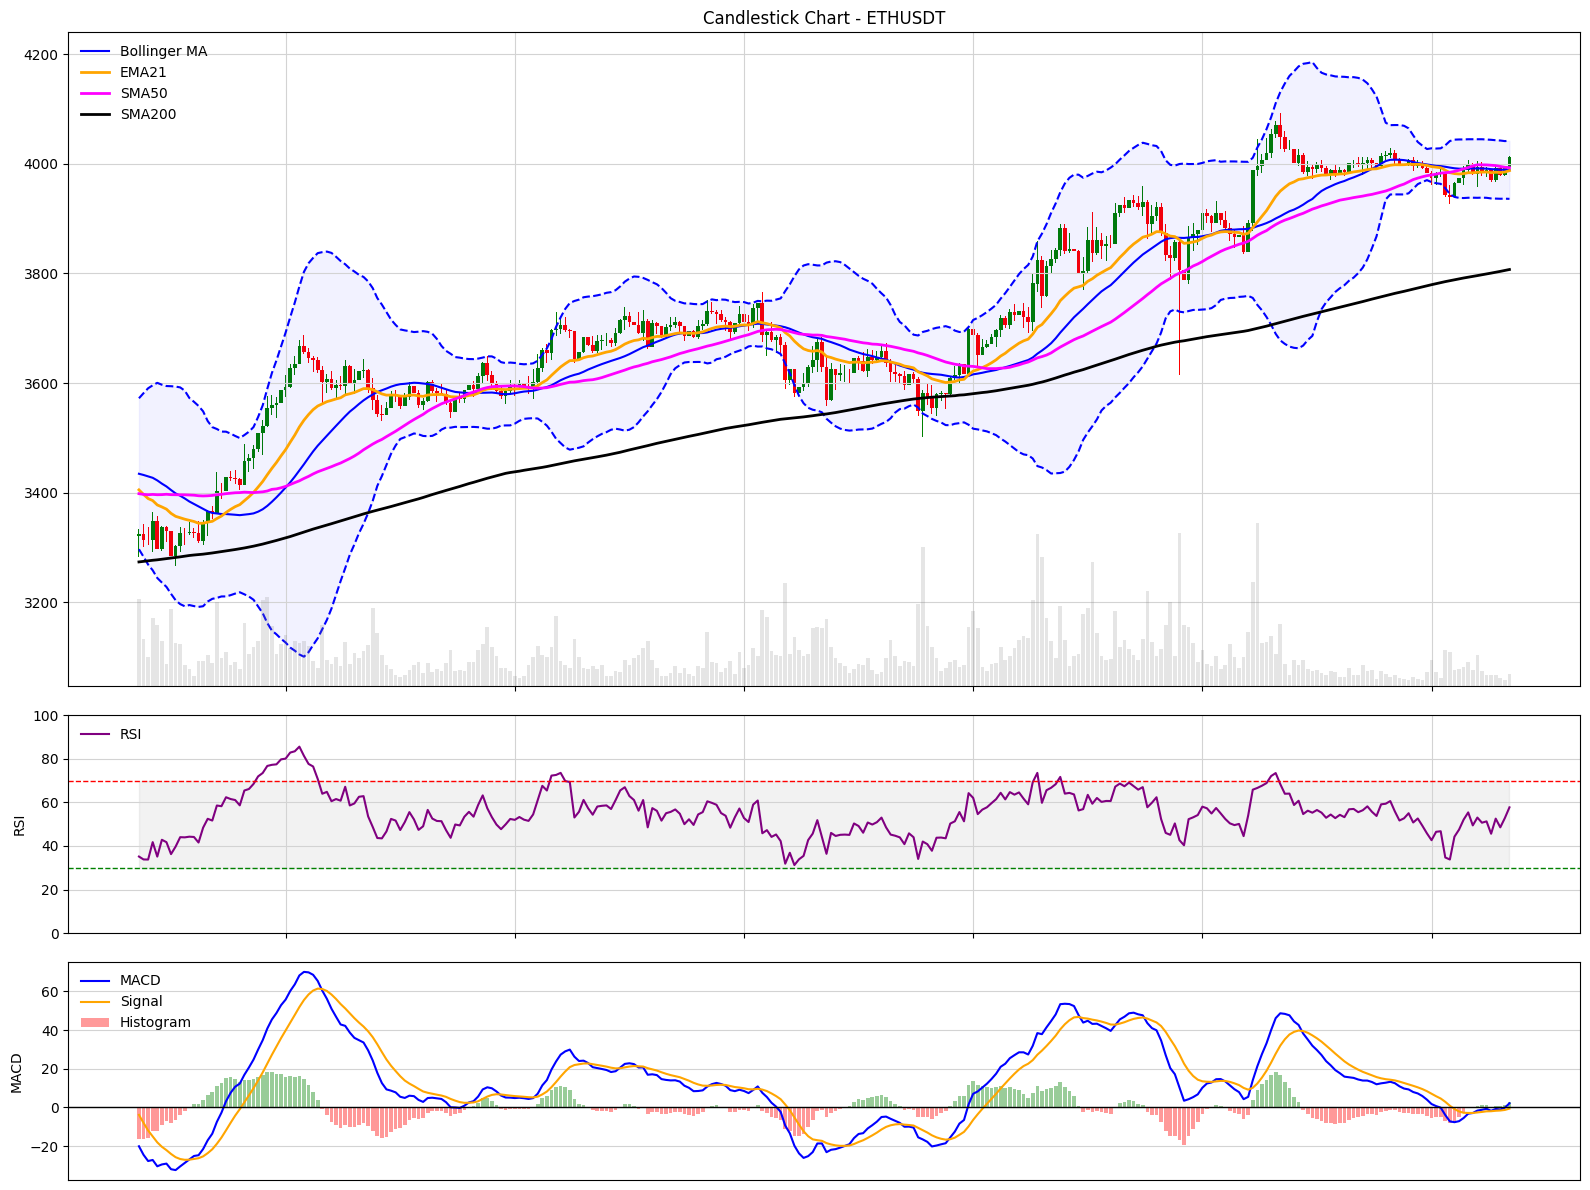 Candlestick Chart - ETHUSDT
Bollinger MA
EMA21
SMA50
SMA200
4200
4000
3800
3600
3400
3200
RSI
RSI
100
80
60
40
20
0
MACD
Signal
Histogram
MACD
60
40
20
0
−20